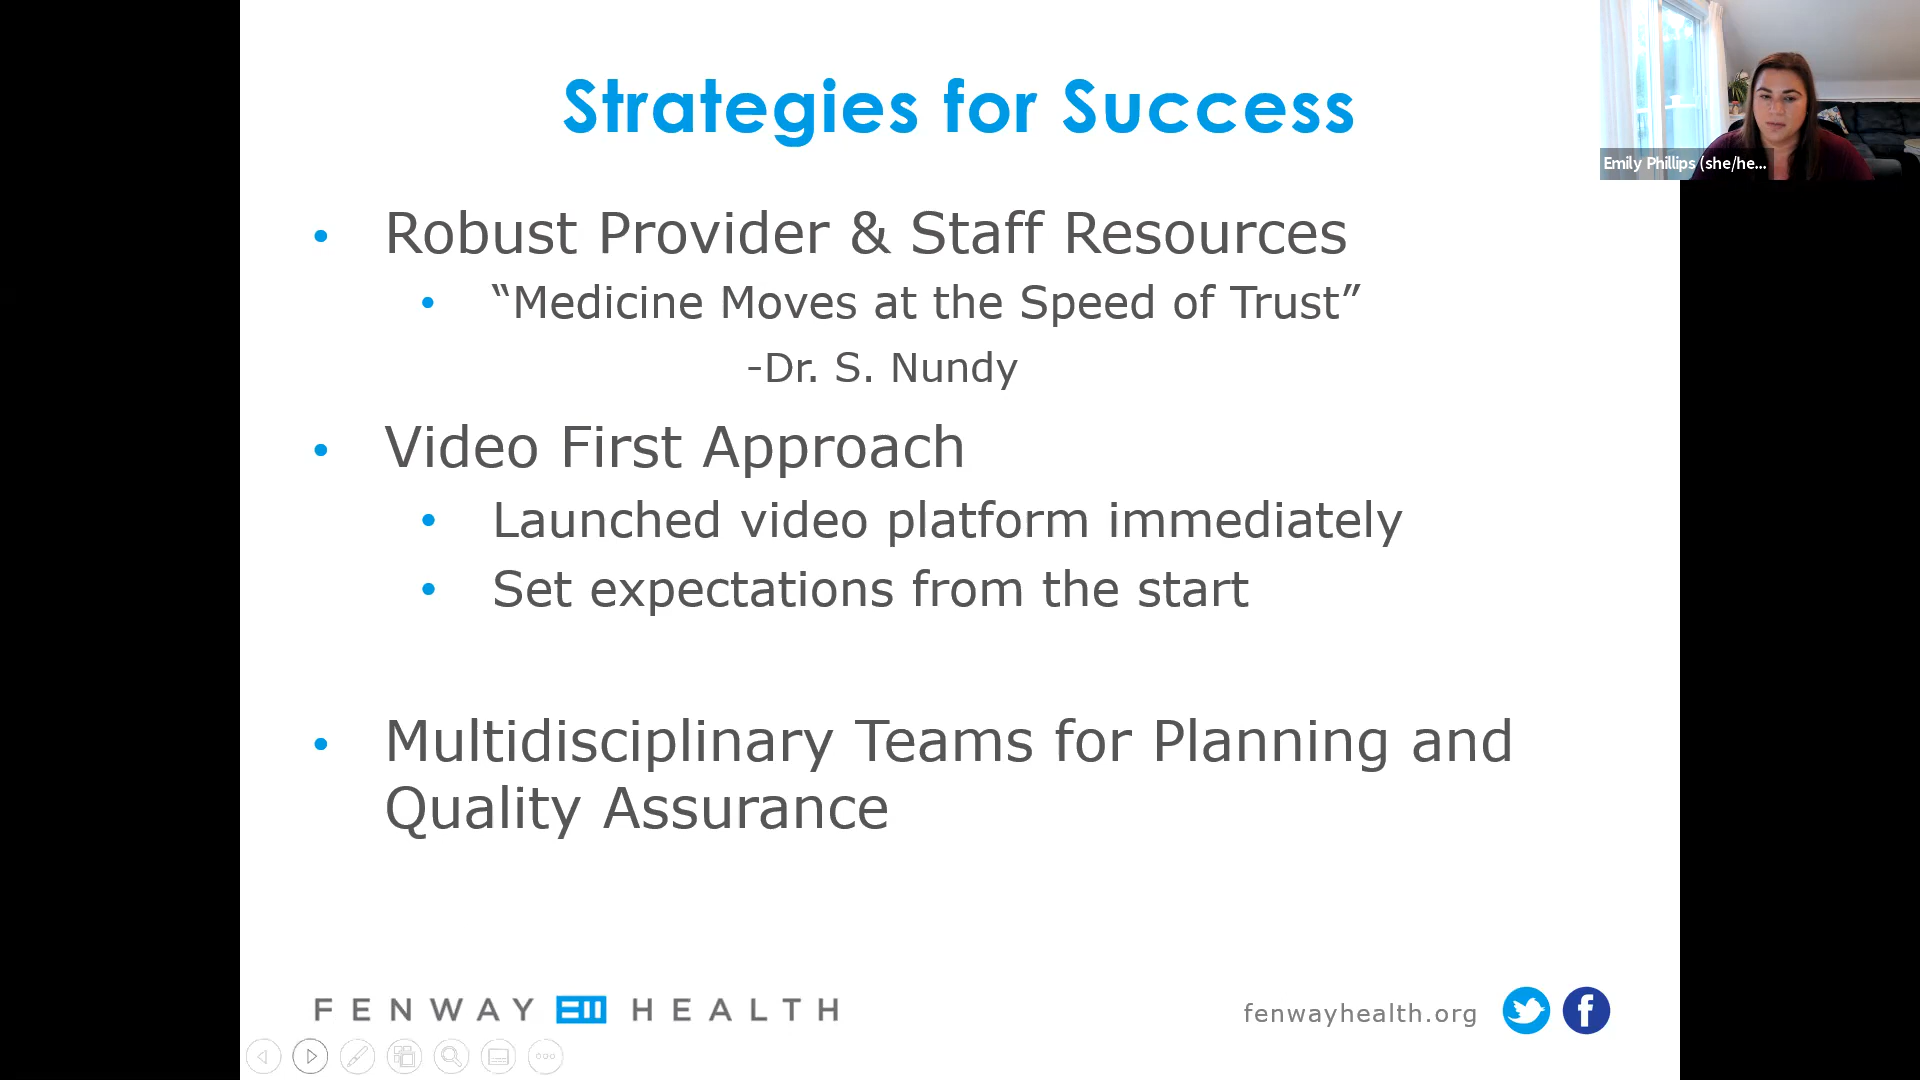 Strategies for Success
Emily Phillips (she/he...
• Robust Provider & Staff Resources
• “Medicine Moves at the Speed of Trust”
-Dr. S. Nundy
• Video First Approach
• Launched video platform immediately
• Set expectations from the start
• Multidisciplinary Teams for Planning and
Quality Assurance
FENWAY HEALTH
fenwayhealth.org